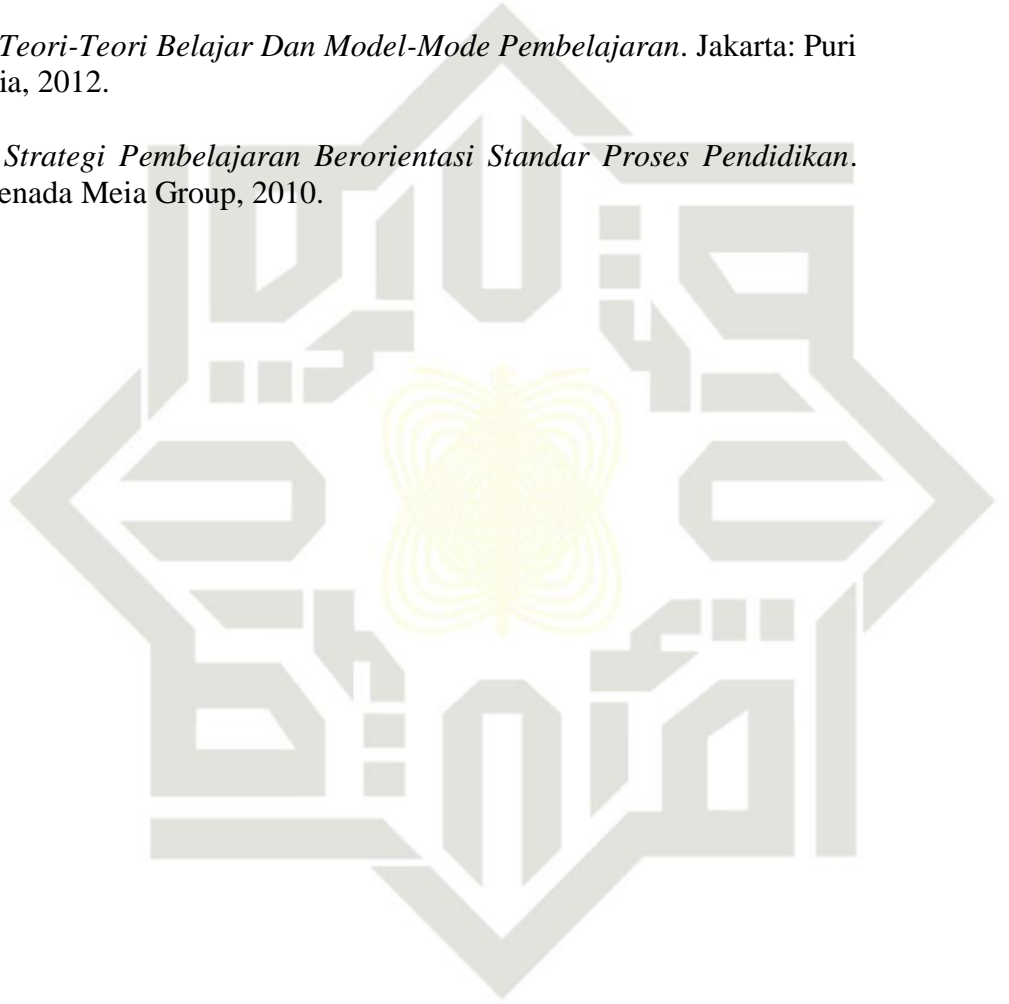 Teori-Teori Belajar Dan Model-Mode Pembelajaran. Jakarta: Puri
ia, 2012.
Strategi Pembelajaran Berorientasi Standar Proses Pendidikan.
enada Meia Group, 2010.